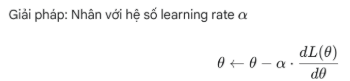 Giải pháp: Nhân với hệ số learning rate α
θ ← θ − α · dL(θ)/dθ